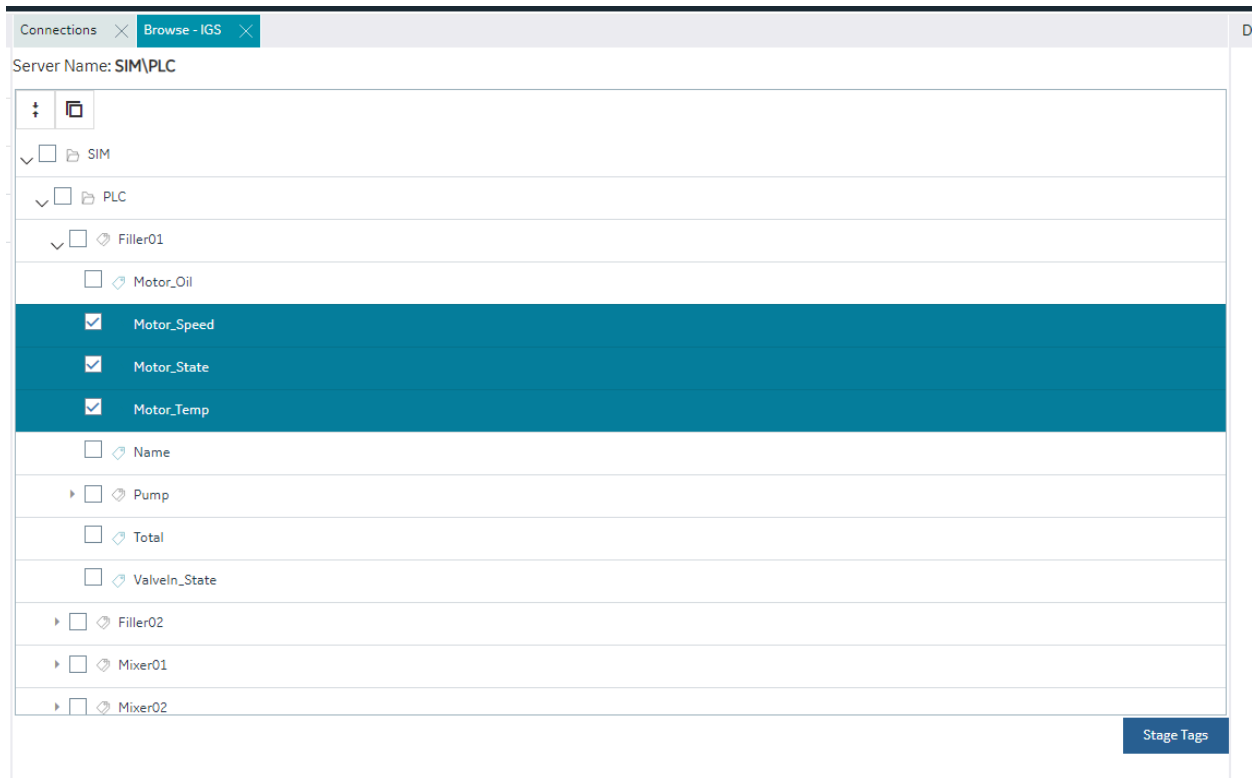 Connections Browse - IGS D
Server Name: SIM\PLC
SIM
PLC
Filler01
Motor_Oil
Motor_Speed
Motor_State
Motor_Temp
Name
Pump
Total
ValveIn_State
Filler02
Mixer01
Mixer02
Stage Tags